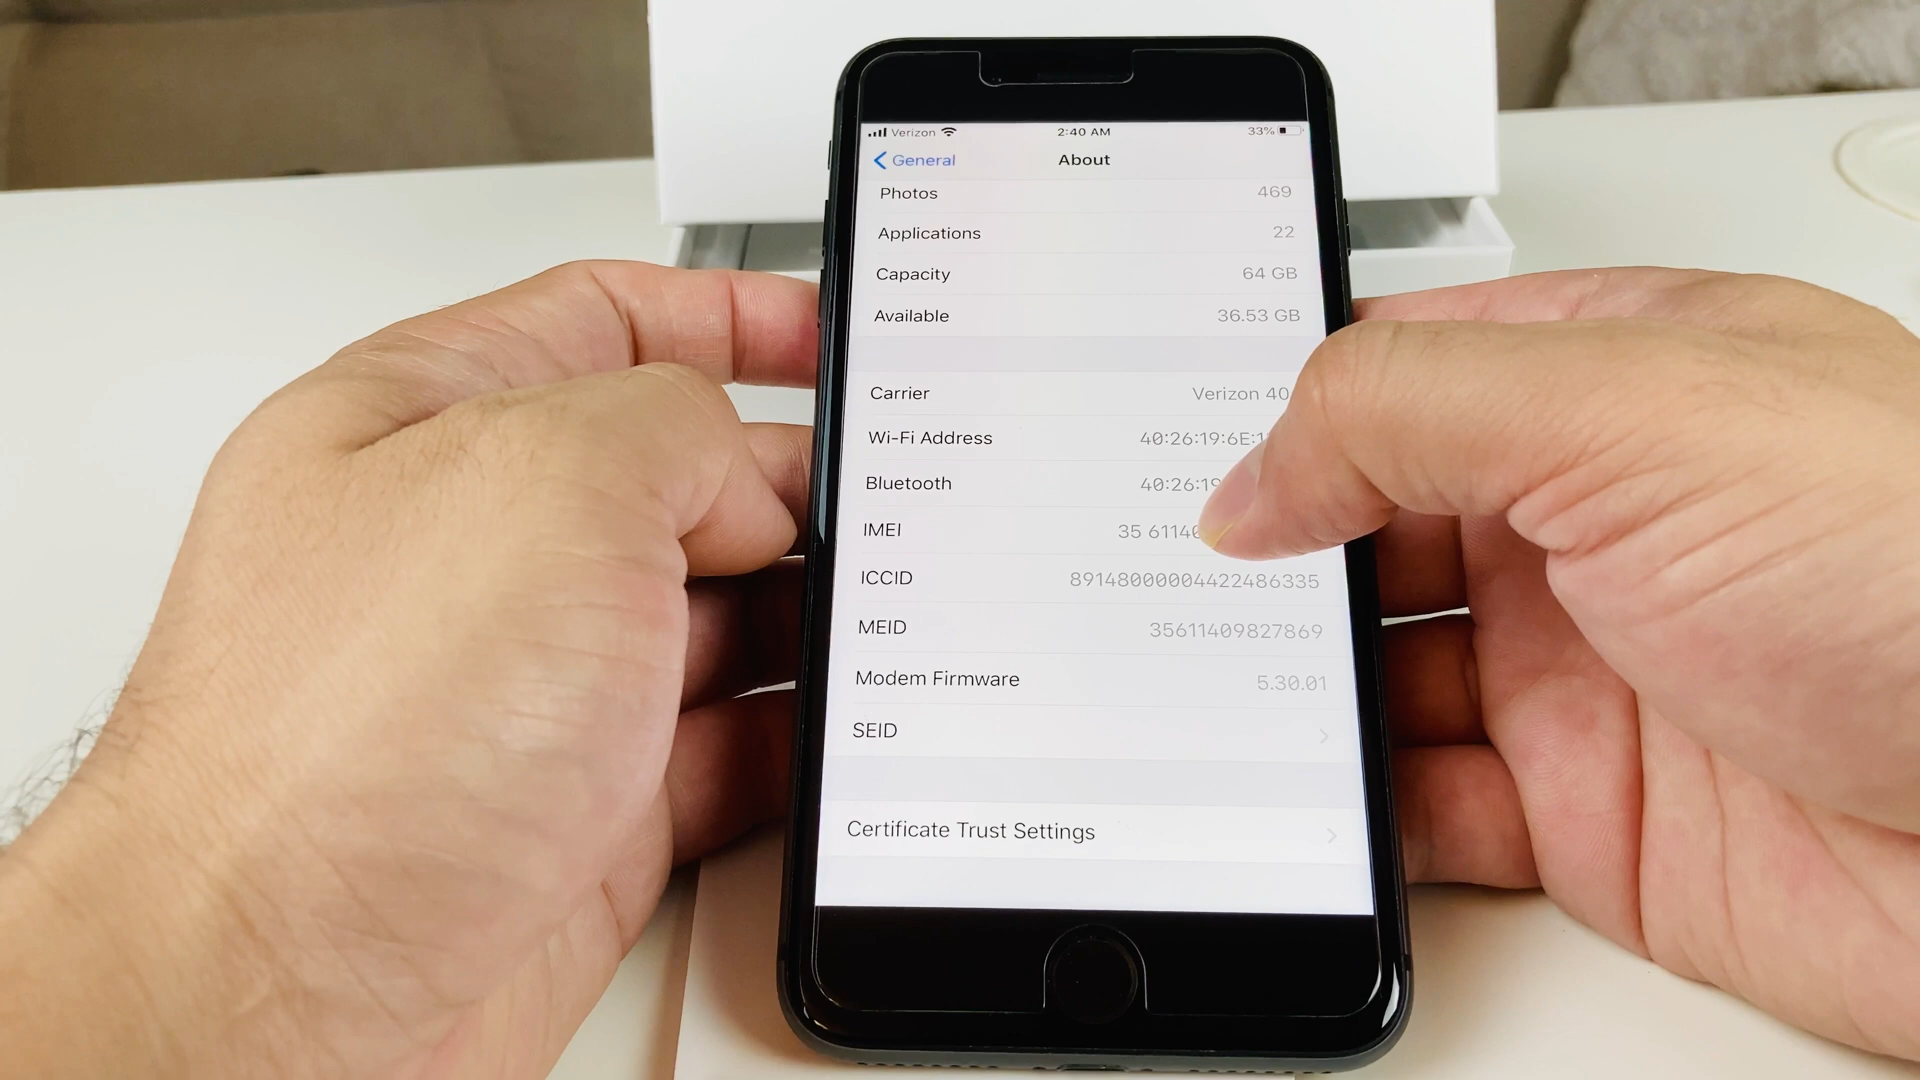 Verizon 2:40 AM 33%
General About
Photos 469
Applications 22
Capacity 64 GB
Available 36.53 GB
Carrier Verizon 40
Wi-Fi Address 40:26:19:6E:1
Bluetooth 40:26:19
IMEI 35 61140
ICCID 89148000004422486335
MEID 35611409827869
Modem Firmware 5.30.01
SEID
Certificate Trust Settings